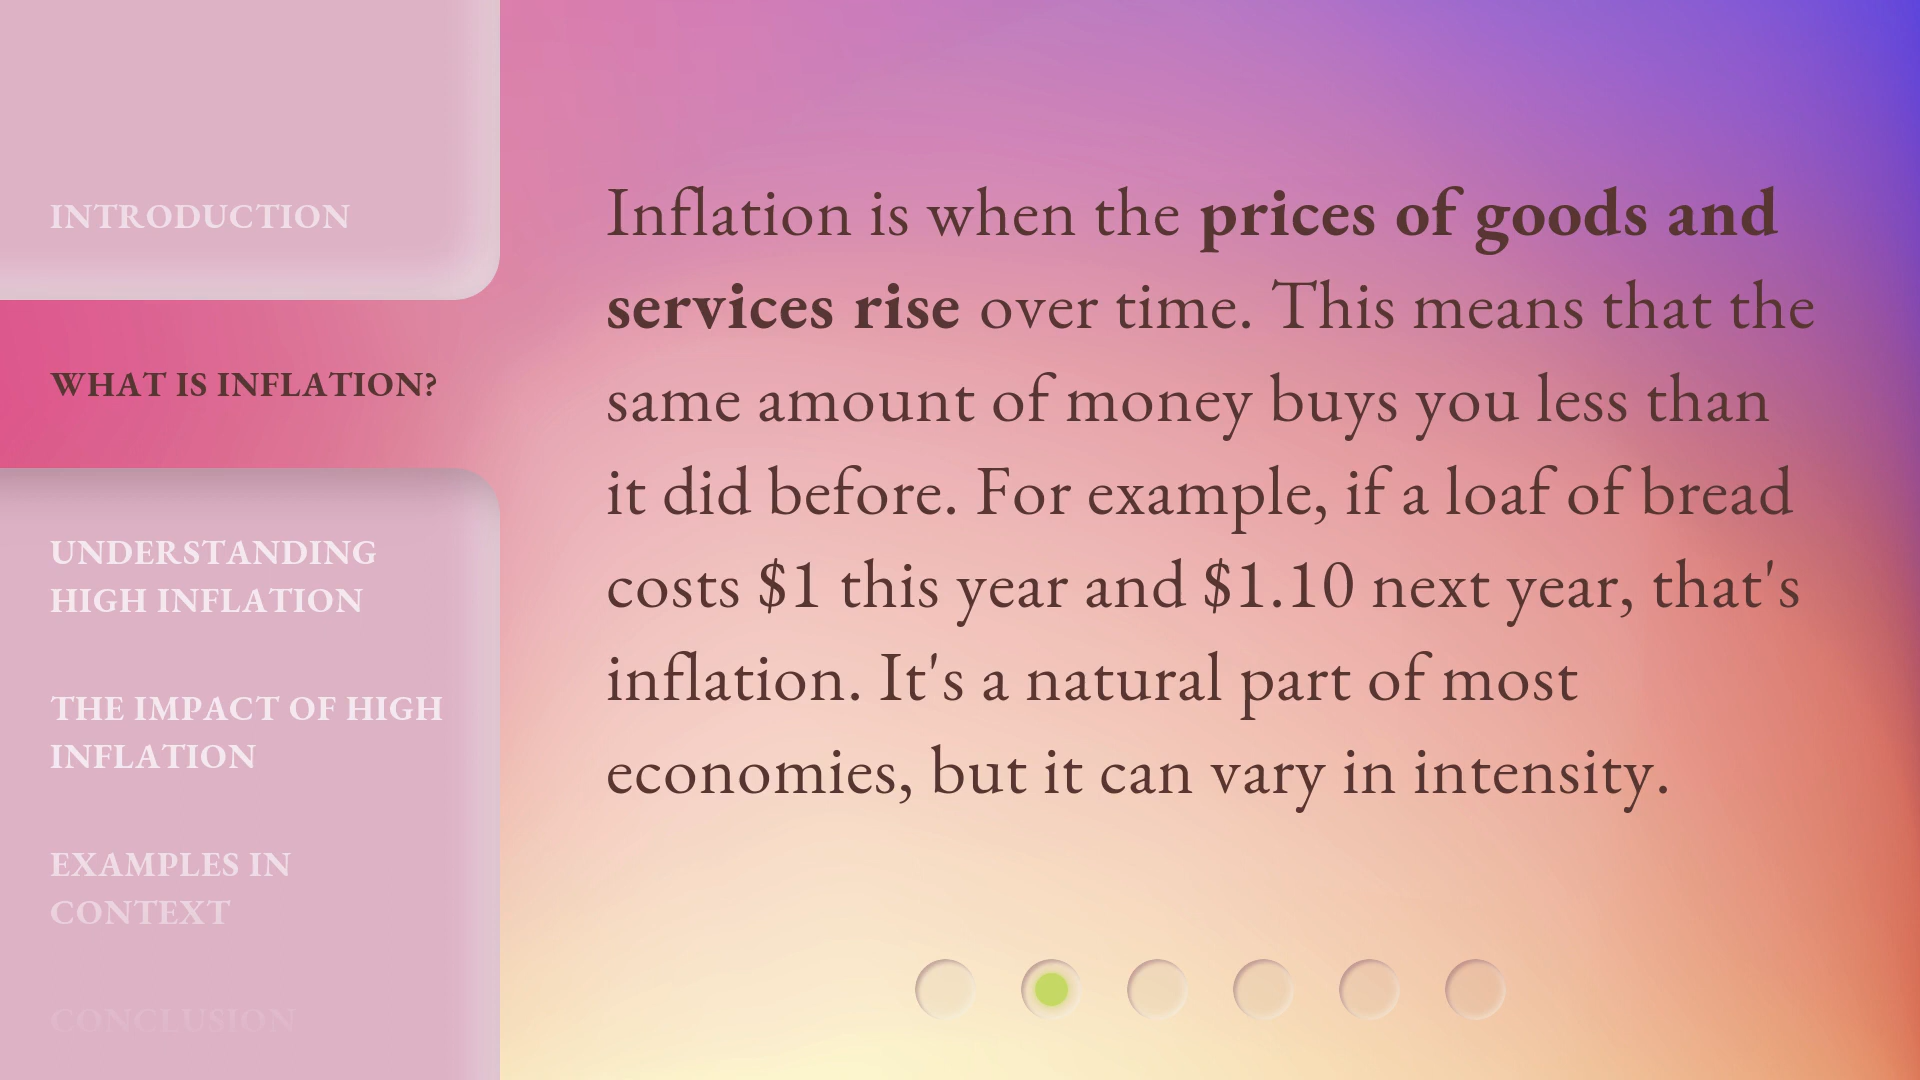 INTRODUCTION
WHAT IS INFLATION?
UNDERSTANDING
HIGH INFLATION
THE IMPACT OF HIGH
INFLATION
EXAMPLES IN
CONTEXT
CONCLUSION
Inflation is when the prices of goods and
services rise over time. This means that the
same amount of money buys you less than
it did before. For example, if a loaf of bread
costs $1 this year and $1.10 next year, that's
inflation. It's a natural part of most
economies, but it can vary in intensity.